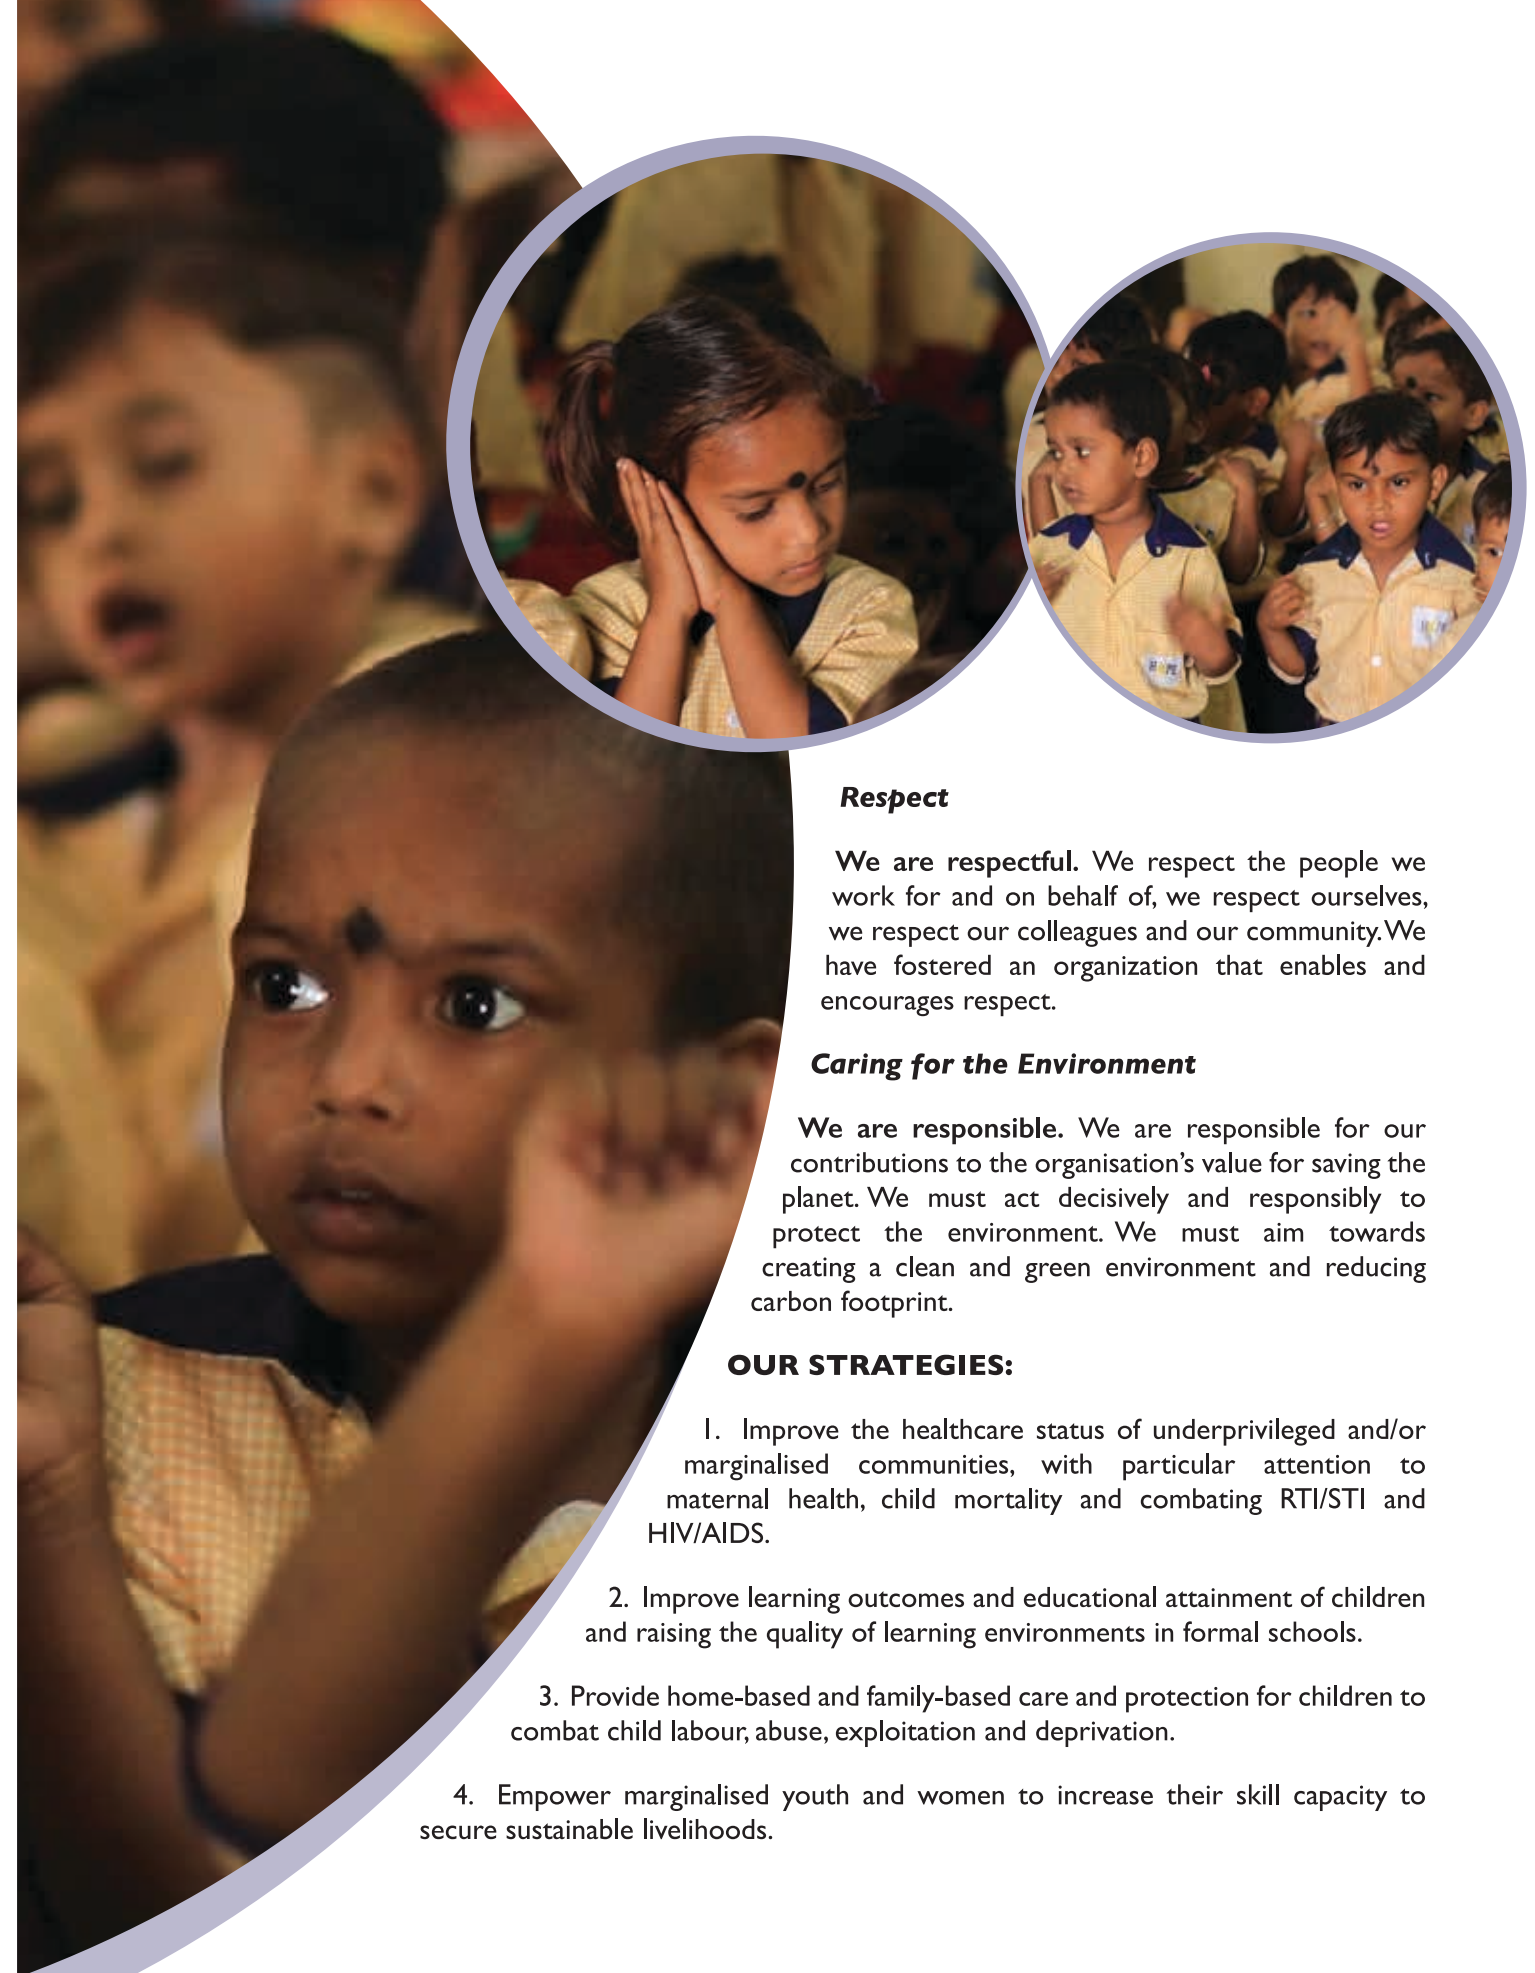 HOPE
Respect
We are respectful. We respect the people we
work for and on behalf of, we respect ourselves,
we respect our colleagues and our community. We
have fostered an organization that enables and
encourages respect.
Caring for the Environment
We are responsible. We are responsible for our
contributions to the organisation’s value for saving the
planet. We must act decisively and responsibly to
protect the environment. We must aim towards
creating a clean and green environment and reducing
carbon footprint.
OUR STRATEGIES:
1. Improve the healthcare status of underprivileged and/or
marginalised communities, with particular attention to
maternal health, child mortality and combating RTI/STI and
HIV/AIDS.
2. Improve learning outcomes and educational attainment of children
and raising the quality of learning environments in formal schools.
3. Provide home-based and family-based care and protection for children to
combat child labour, abuse, exploitation and deprivation.
4. Empower marginalised youth and women to increase their skill capacity to
secure sustainable livelihoods.